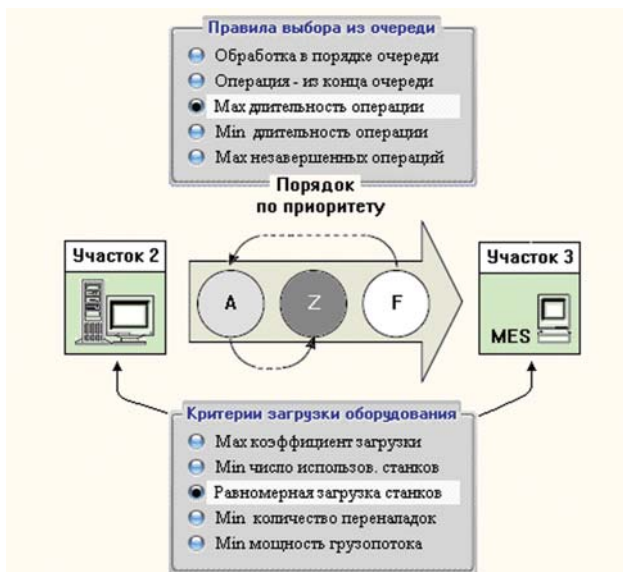 Правила выбора из очереди
Обработка в порядке очереди
Операция - из конца очереди
Max длительность операции
Min длительность операции
Max незавершенных операций
Порядок
по приоритету
Участок 2
A
Z
F
Участок 3
MES
Критерии загрузки оборудования
Max коэффициент загрузки
Min число использов. станков
Равномерная загрузка станков
Min количество переналадок
Min мощность грузопотока